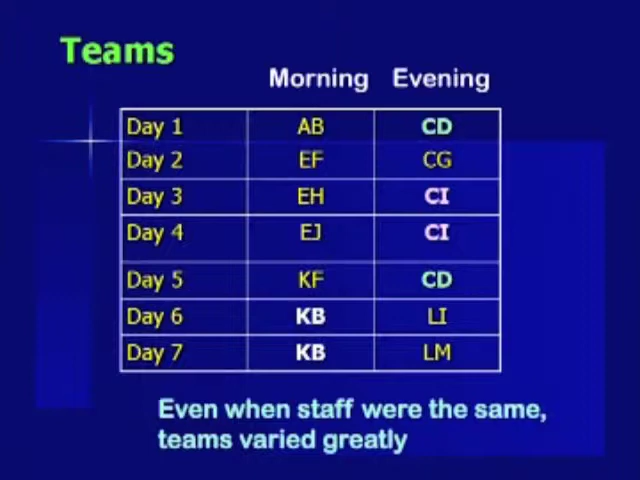 Teams
Morning Evening
Day 1 AB CD
Day 2 EF CG
Day 3 EH CI
Day 4 EJ CI
Day 5 KF CD
Day 6 KB LI
Day 7 KB LM
Even when staff were the same,
teams varied greatly